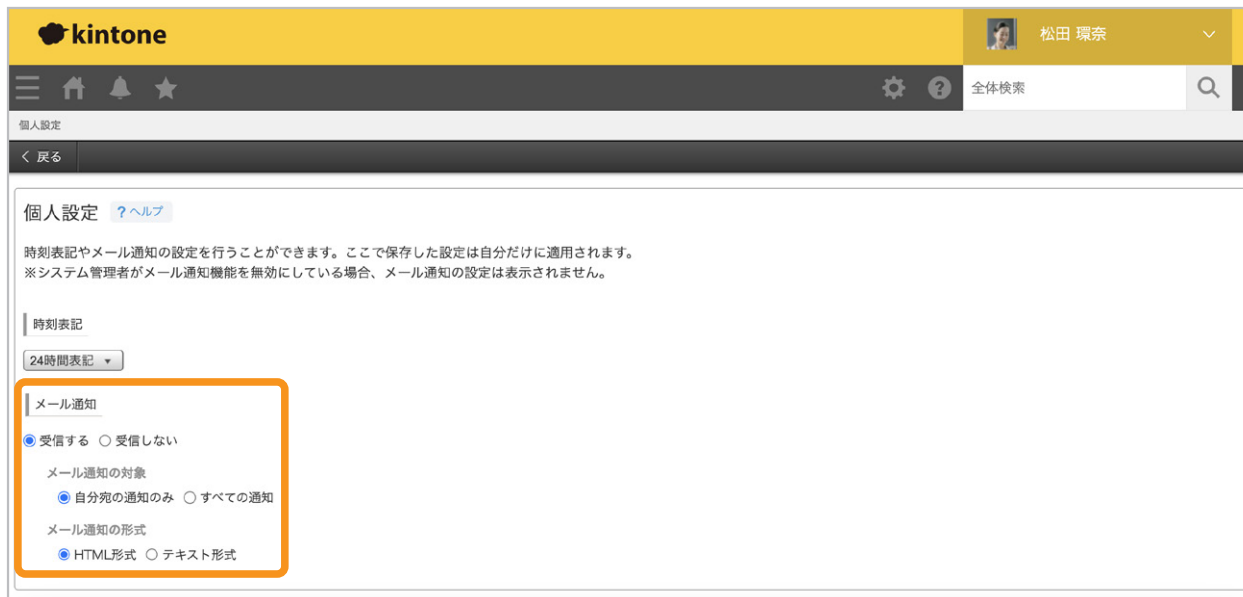 kintone
松田 環奈
全体検索
個人設定
戻る
個人設定 ?ヘルプ
時刻表記やメール通知の設定を行うことができます。ここで保存した設定は自分だけに適用されます。
※システム管理者がメール通知機能を無効にしている場合、メール通知の設定は表示されません。
時刻表記
24時間表記
メール通知
受信する 受信しない
メール通知の対象
自分宛の通知のみ すべての通知
メール通知の形式
HTML形式 テキスト形式